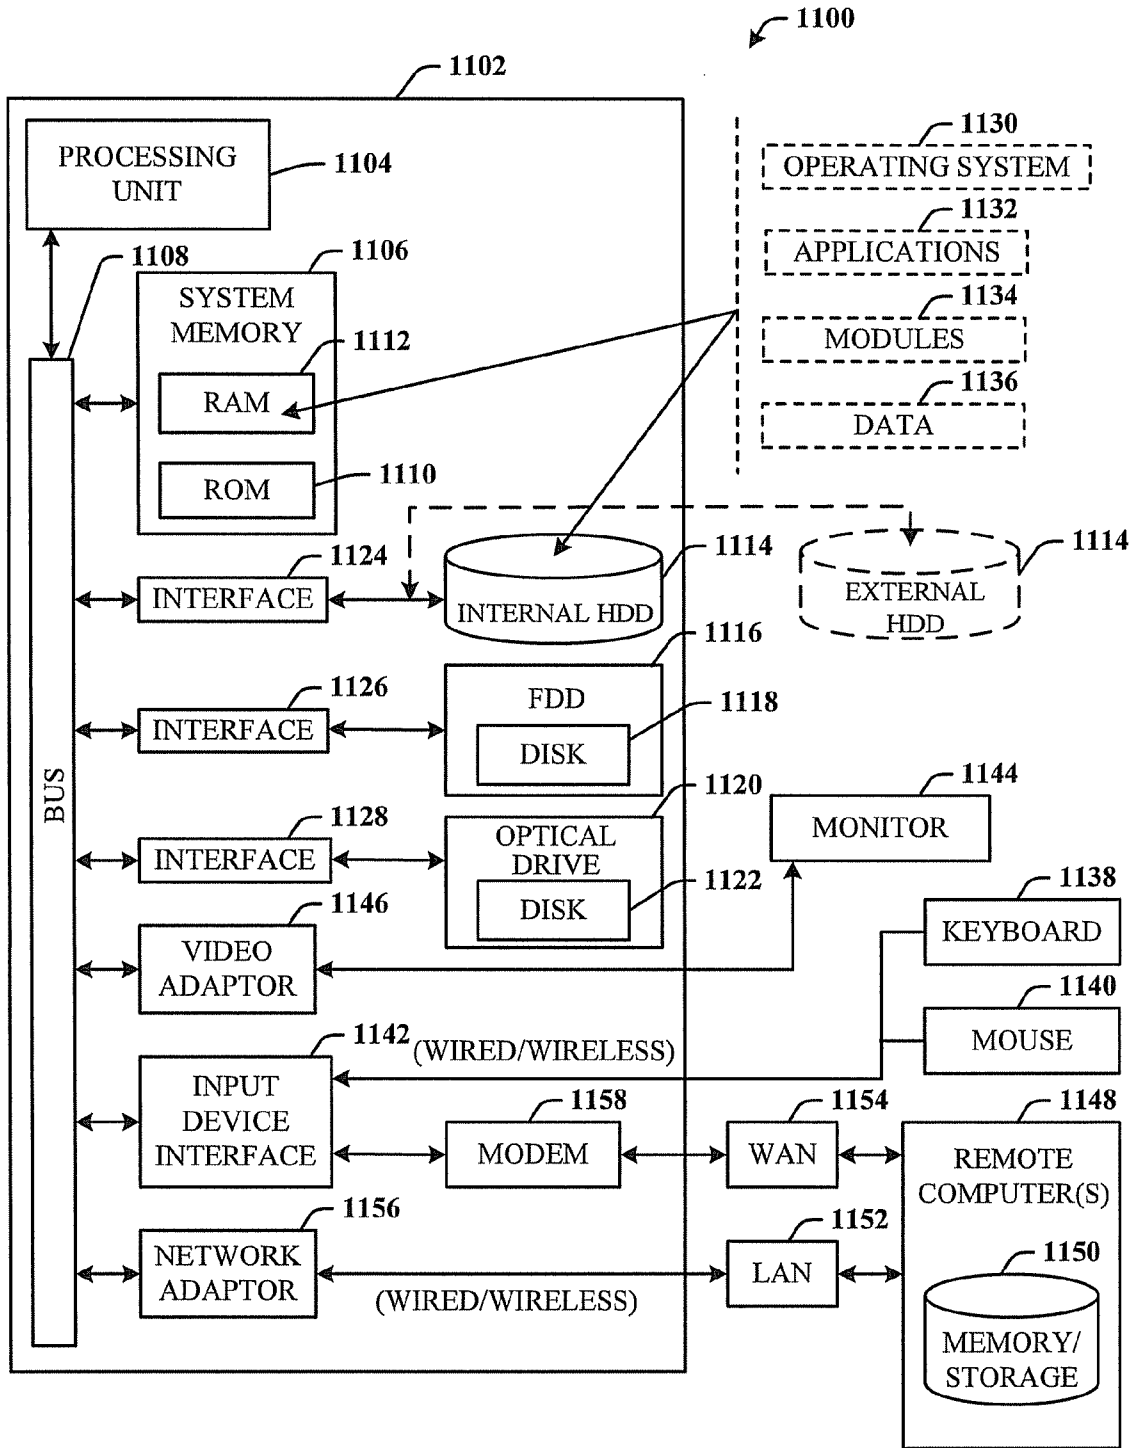 1100
1102
PROCESSING
UNIT
1104
1130
OPERATING SYSTEM
1132
APPLICATIONS
1134
MODULES
1136
DATA
1108
1106
SYSTEM
MEMORY
1112
RAM
1110
ROM
1124
INTERFACE
1114
INTERNAL HDD
1114
EXTERNAL
HDD
1126
INTERFACE
1116
FDD
1118
DISK
BUS
1128
INTERFACE
1120
OPTICAL
DRIVE
1122
DISK
1144
MONITOR
1146
VIDEO
ADAPTOR
1138
KEYBOARD
1140
MOUSE
1142
(WIRED/WIRELESS)
INPUT
DEVICE
INTERFACE
1158
MODEM
1154
WAN
1148
REMOTE
COMPUTER(S)
1156
NETWORK
ADAPTOR
(WIRED/WIRELESS)
1152
LAN
1150
MEMORY/
STORAGE